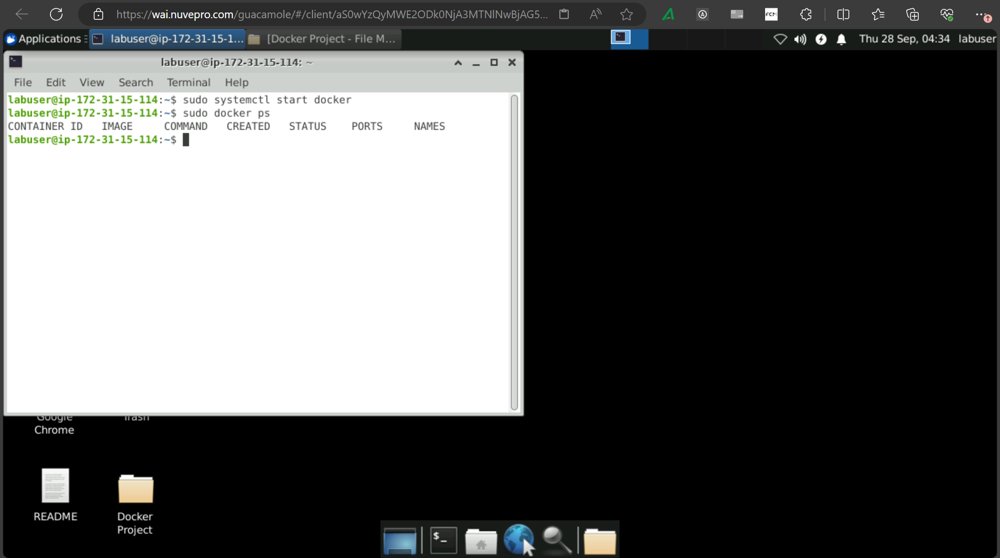 https://wai.nuvepro.com/guacamole/#/client/aS0wYzQyMWE2ODk0NjA3MTNlNwBjAG5...
Applications
labuser@ip-172-31-15-1...
[Docker Project - File M...
Thu 28 Sep, 04:34
labuser
labuser@ip-172-31-15-114: ~
File Edit View Search Terminal Help
labuser@ip-172-31-15-114:~$ sudo systemctl start docker
labuser@ip-172-31-15-114:~$ sudo docker ps
CONTAINER ID IMAGE COMMAND CREATED STATUS PORTS NAMES
labuser@ip-172-31-15-114:~$
Google
Chrome
Trash
README
Docker
Project
FCM
$_